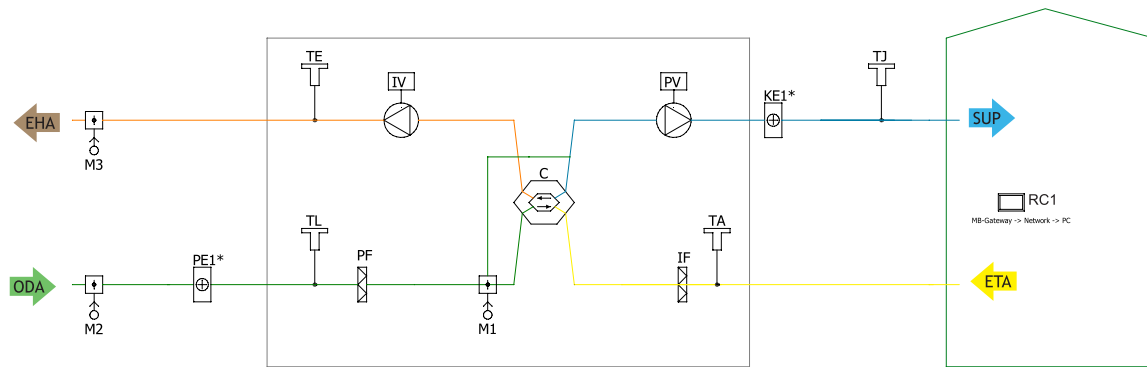 TE
IV
PV
TJ
KE1*
EHA
SUP
M3
C
RC1
MB-Gateway -> Network -> PC
TL
TA
PE1*
PF
IF
ODA
ETA
M2
M1